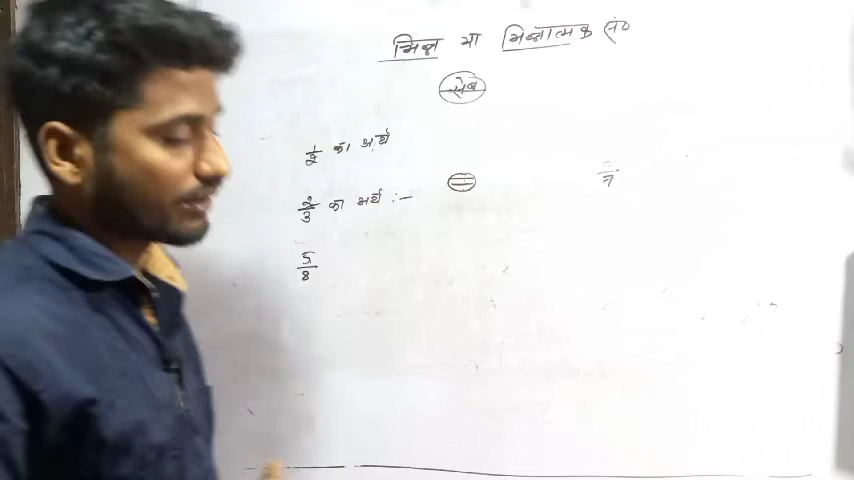 भिन्न या भिन्नात्मक सं०
सेब
1/2 का अर्थ
2/3 का अर्थ :-
5/8